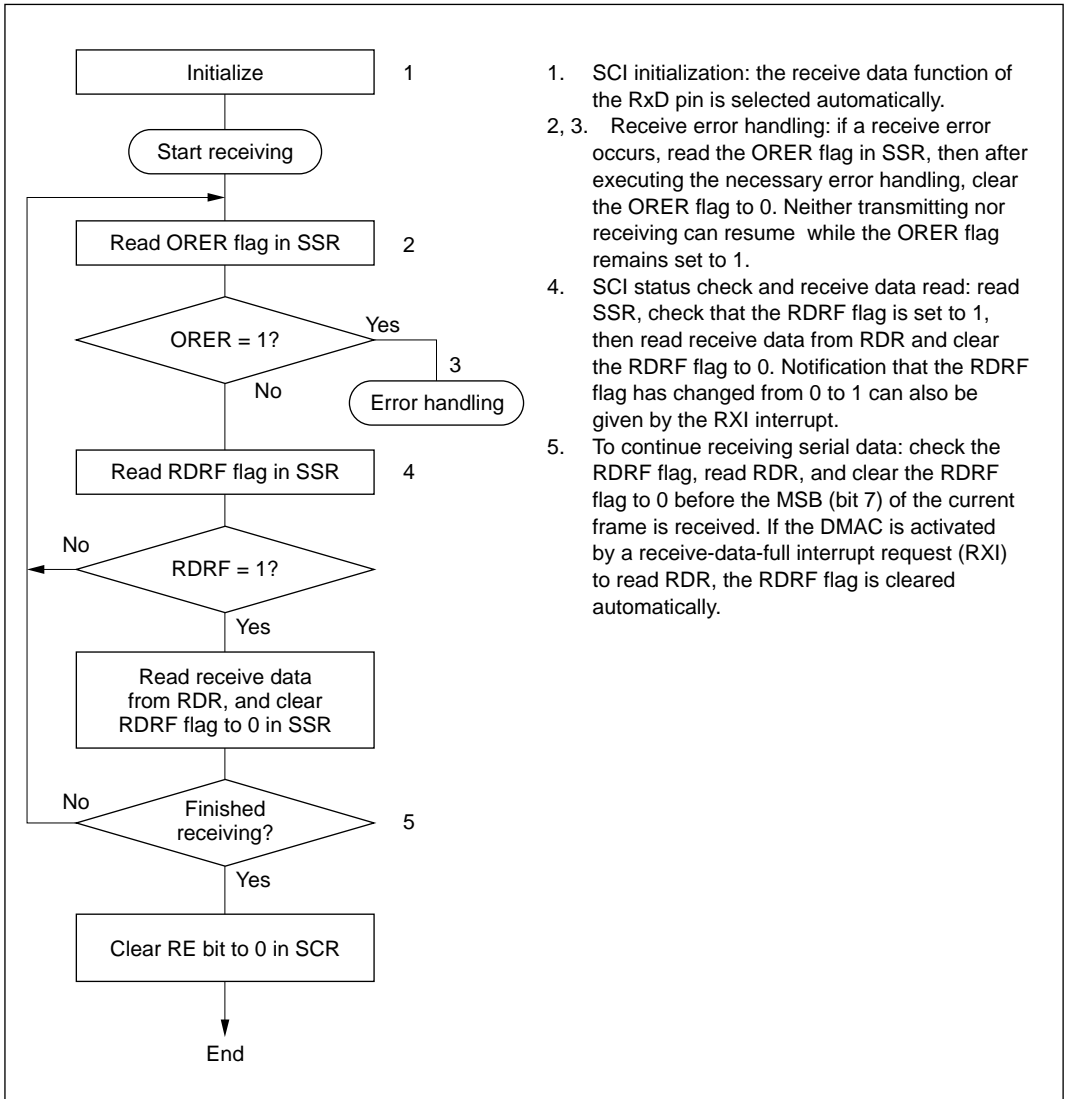 Initialize
1
Start receiving
Read ORER flag in SSR
2
ORER = 1?
Yes
3
No
Error handling
Read RDRF flag in SSR
4
No
RDRF = 1?
Yes
Read receive data
from RDR, and clear
RDRF flag to 0 in SSR
No
Finished
receiving?
5
Yes
Clear RE bit to 0 in SCR
End
1. SCI initialization: the receive data function of
the RxD pin is selected automatically.
2, 3. Receive error handling: if a receive error
occurs, read the ORER flag in SSR, then after
executing the necessary error handling, clear
the ORER flag to 0. Neither transmitting nor
receiving can resume while the ORER flag
remains set to 1.
4. SCI status check and receive data read: read
SSR, check that the RDRF flag is set to 1,
then read receive data from RDR and clear
the RDRF flag to 0. Notification that the RDRF
flag has changed from 0 to 1 can also be
given by the RXI interrupt.
5. To continue receiving serial data: check the
RDRF flag, read RDR, and clear the RDRF
flag to 0 before the MSB (bit 7) of the current
frame is received. If the DMAC is activated
by a receive-data-full interrupt request (RXI)
to read RDR, the RDRF flag is cleared
automatically.